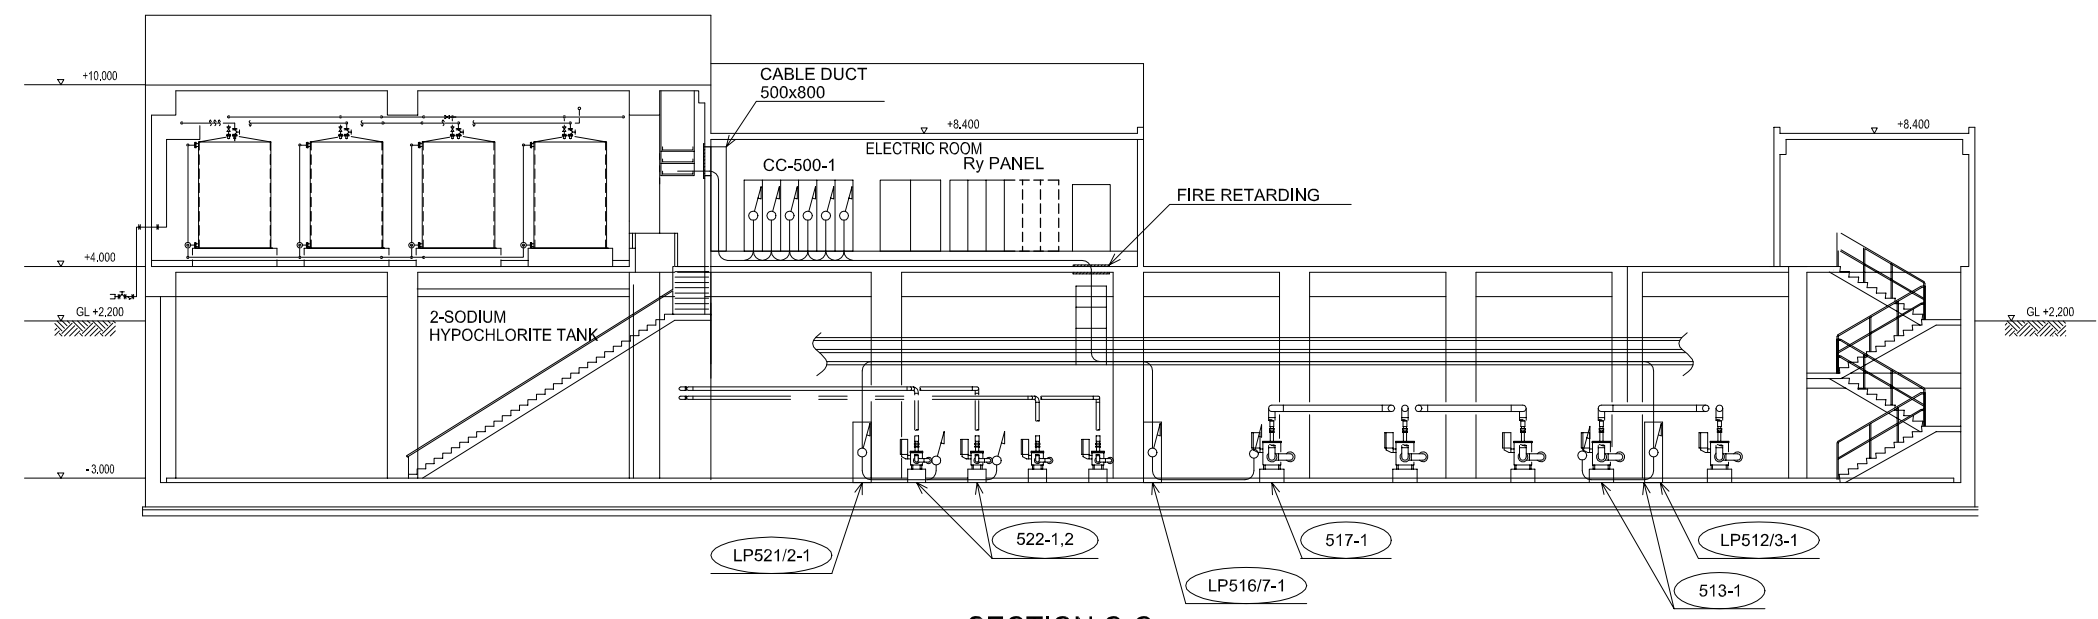 +10,000
CABLE DUCT
500x800
+8.400
+8.400
ELECTRIC ROOM
CC-500-1
Ry PANEL
FIRE RETARDING
+4,000
GL +2,200
GL +2,200
2-SODIUM
HYPOCHLORITE TANK
-3,000
LP521/2-1
522-1,2
517-1
LP512/3-1
LP516/7-1
513-1
SECTION